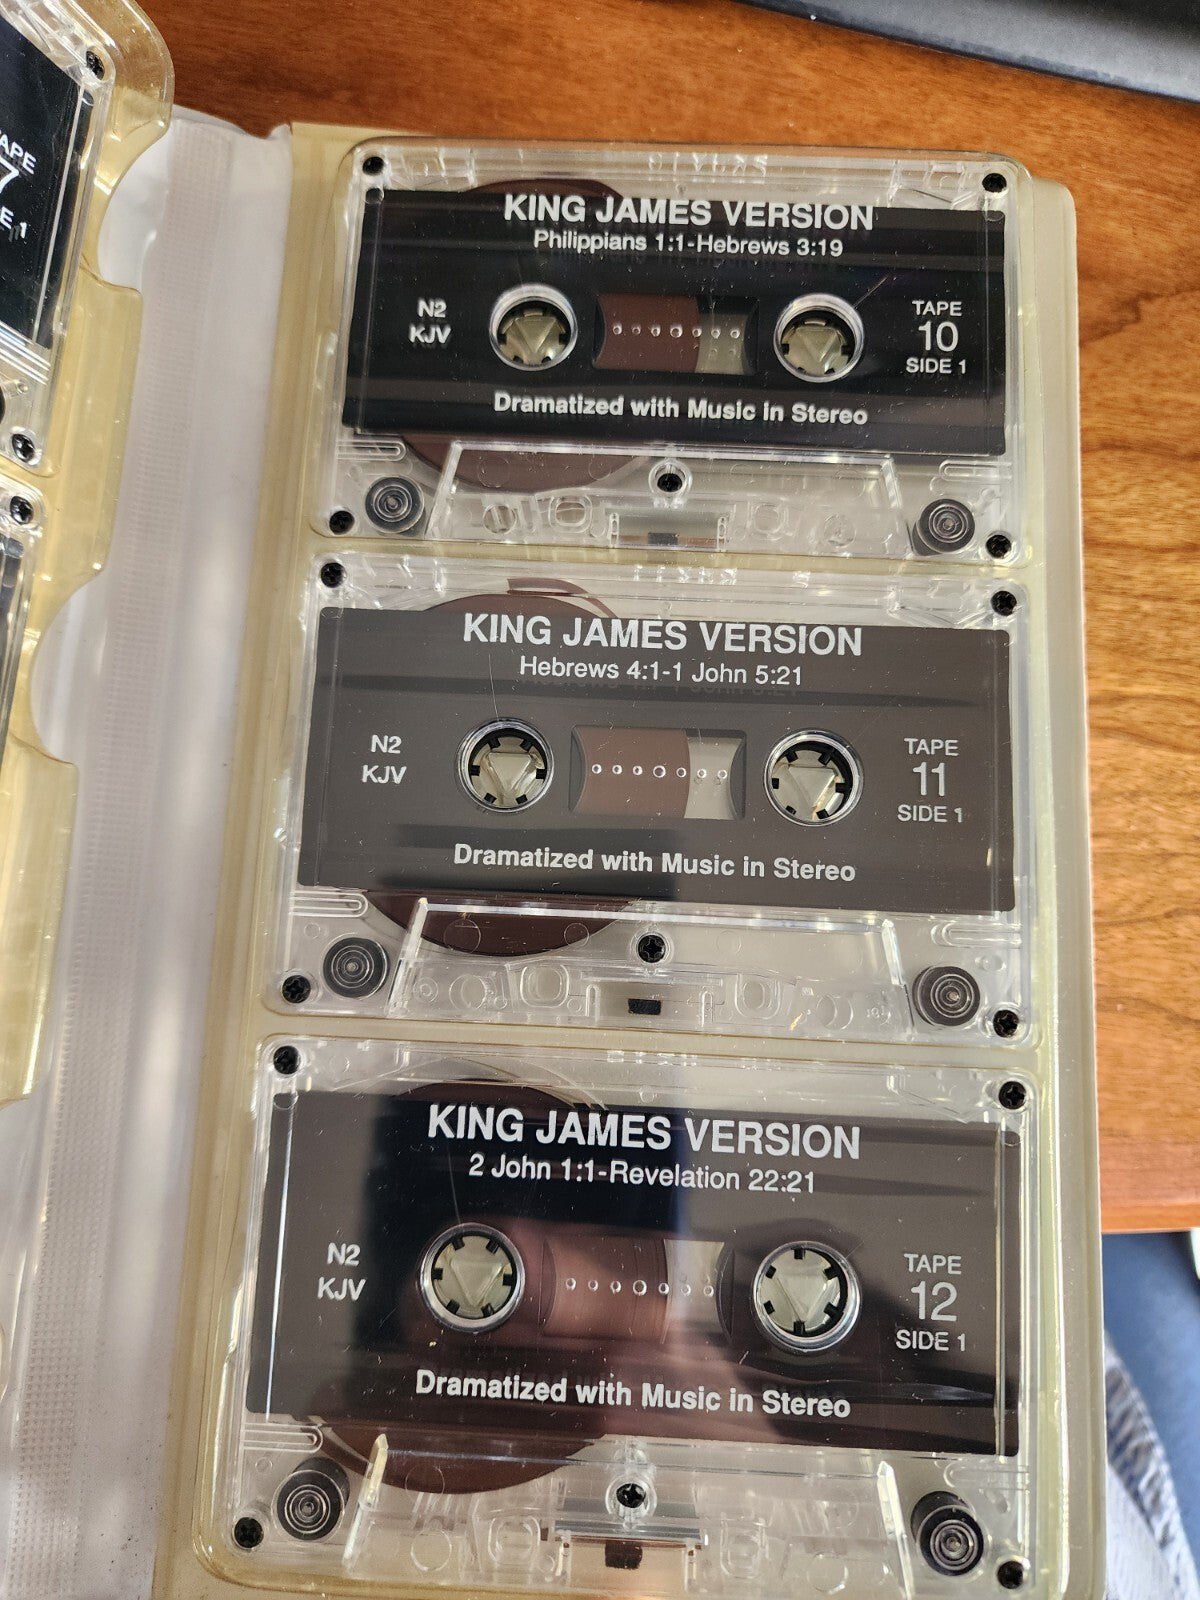 TAPE
7
E 1
KING JAMES VERSION
Philippians 1:1-Hebrews 3:19
N2
KJV
TAPE
10
SIDE 1
Dramatized with Music in Stereo
KING JAMES VERSION
Hebrews 4:1-1 John 5:21
N2
KJV
TAPE
11
SIDE 1
Dramatized with Music in Stereo
KING JAMES VERSION
2 John 1:1-Revelation 22:21
N2
KJV
TAPE
12
SIDE 1
Dramatized with Music in Stereo